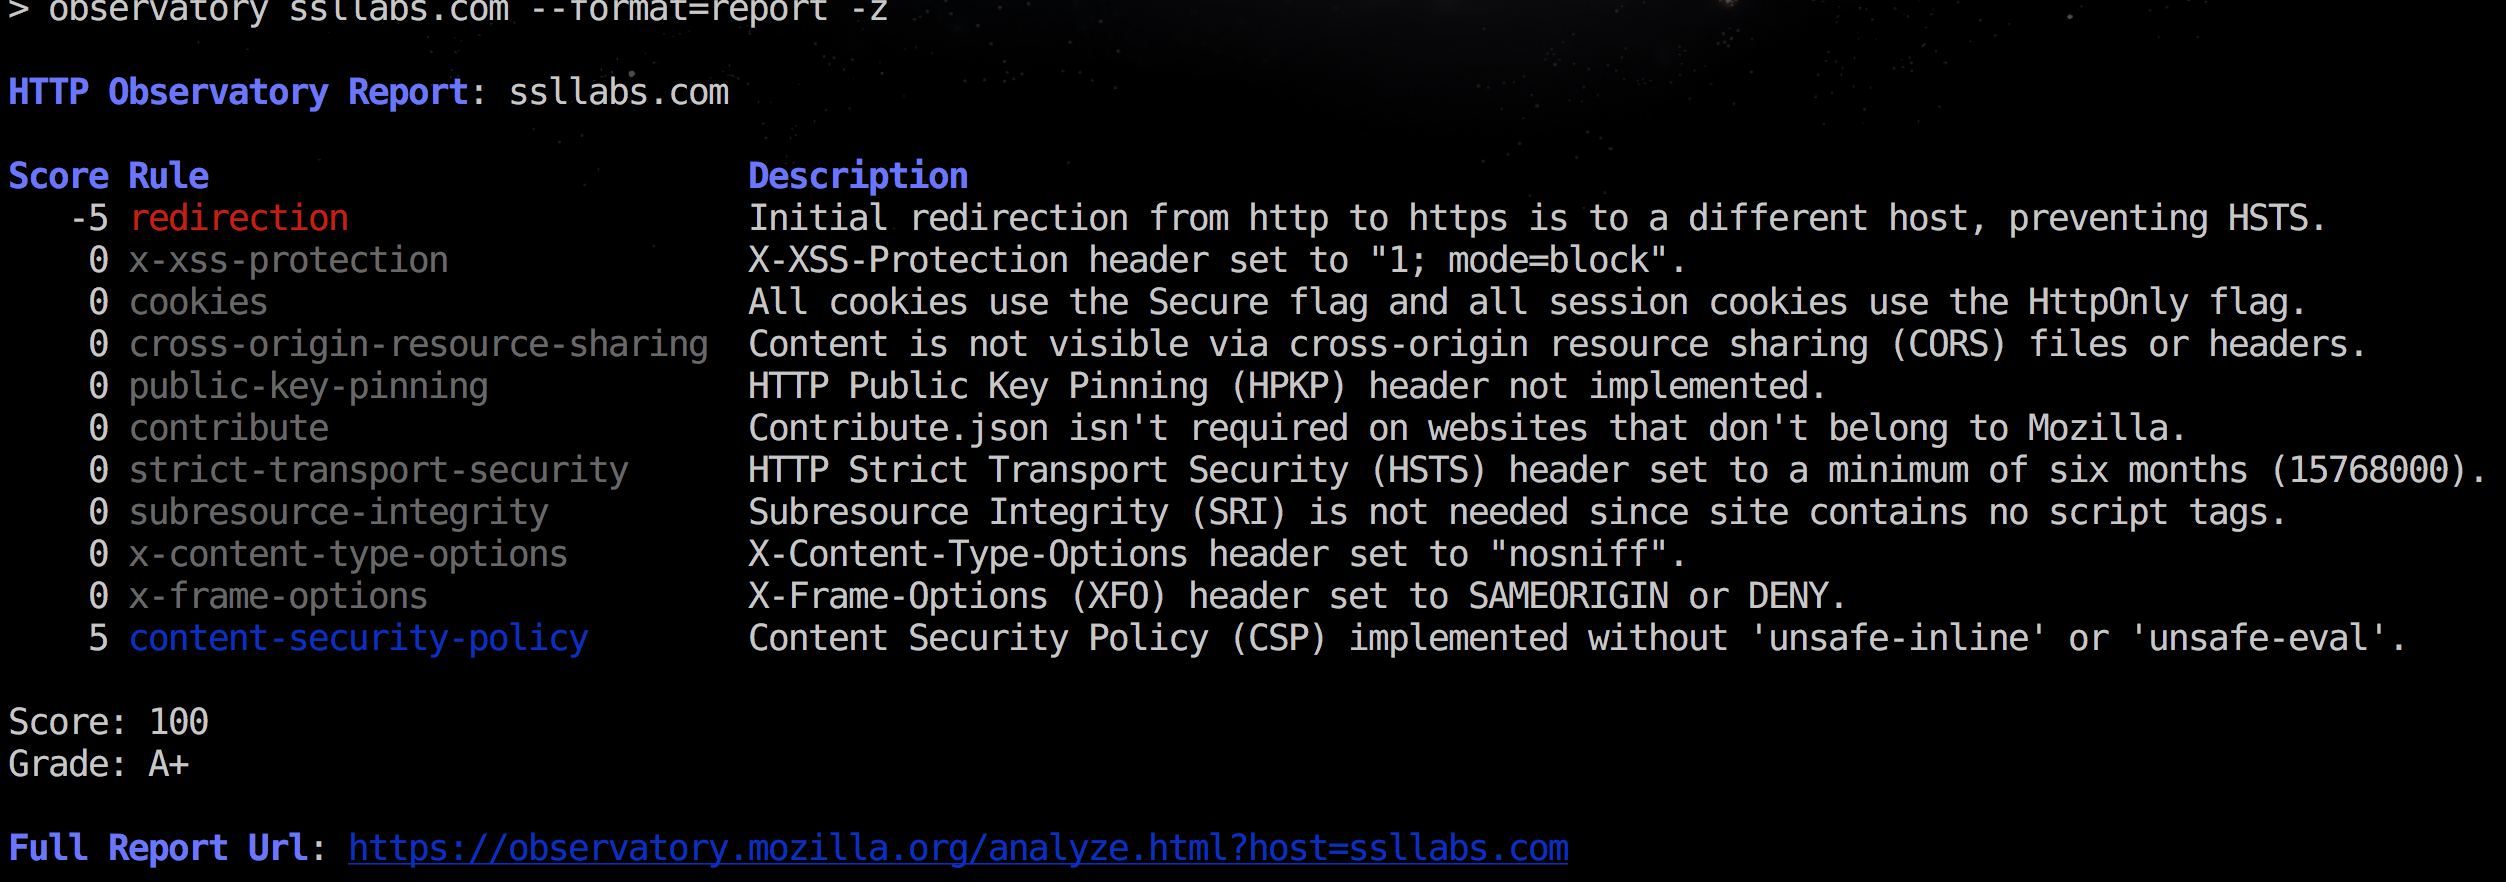 > observatory ssllabs.com --format=report -z
HTTP Observatory Report: ssllabs.com
Score Rule Description
-5 redirection Initial redirection from http to https is to a different host, preventing HSTS.
0 x-xss-protection X-XSS-Protection header set to "1; mode=block".
0 cookies All cookies use the Secure flag and all session cookies use the HttpOnly flag.
0 cross-origin-resource-sharing Content is not visible via cross-origin resource sharing (CORS) files or headers.
0 public-key-pinning HTTP Public Key Pinning (HPKP) header not implemented.
0 contribute Contribute.json isn't required on websites that don't belong to Mozilla.
0 strict-transport-security HTTP Strict Transport Security (HSTS) header set to a minimum of six months (15768000).
0 subresource-integrity Subresource Integrity (SRI) is not needed since site contains no script tags.
0 x-content-type-options X-Content-Type-Options header set to "nosniff".
0 x-frame-options X-Frame-Options (XFO) header set to SAMEORIGIN or DENY.
5 content-security-policy Content Security Policy (CSP) implemented without 'unsafe-inline' or 'unsafe-eval'.
Score: 100
Grade: A+
Full Report Url: https://observatory.mozilla.org/analyze.html?host=ssllabs.com